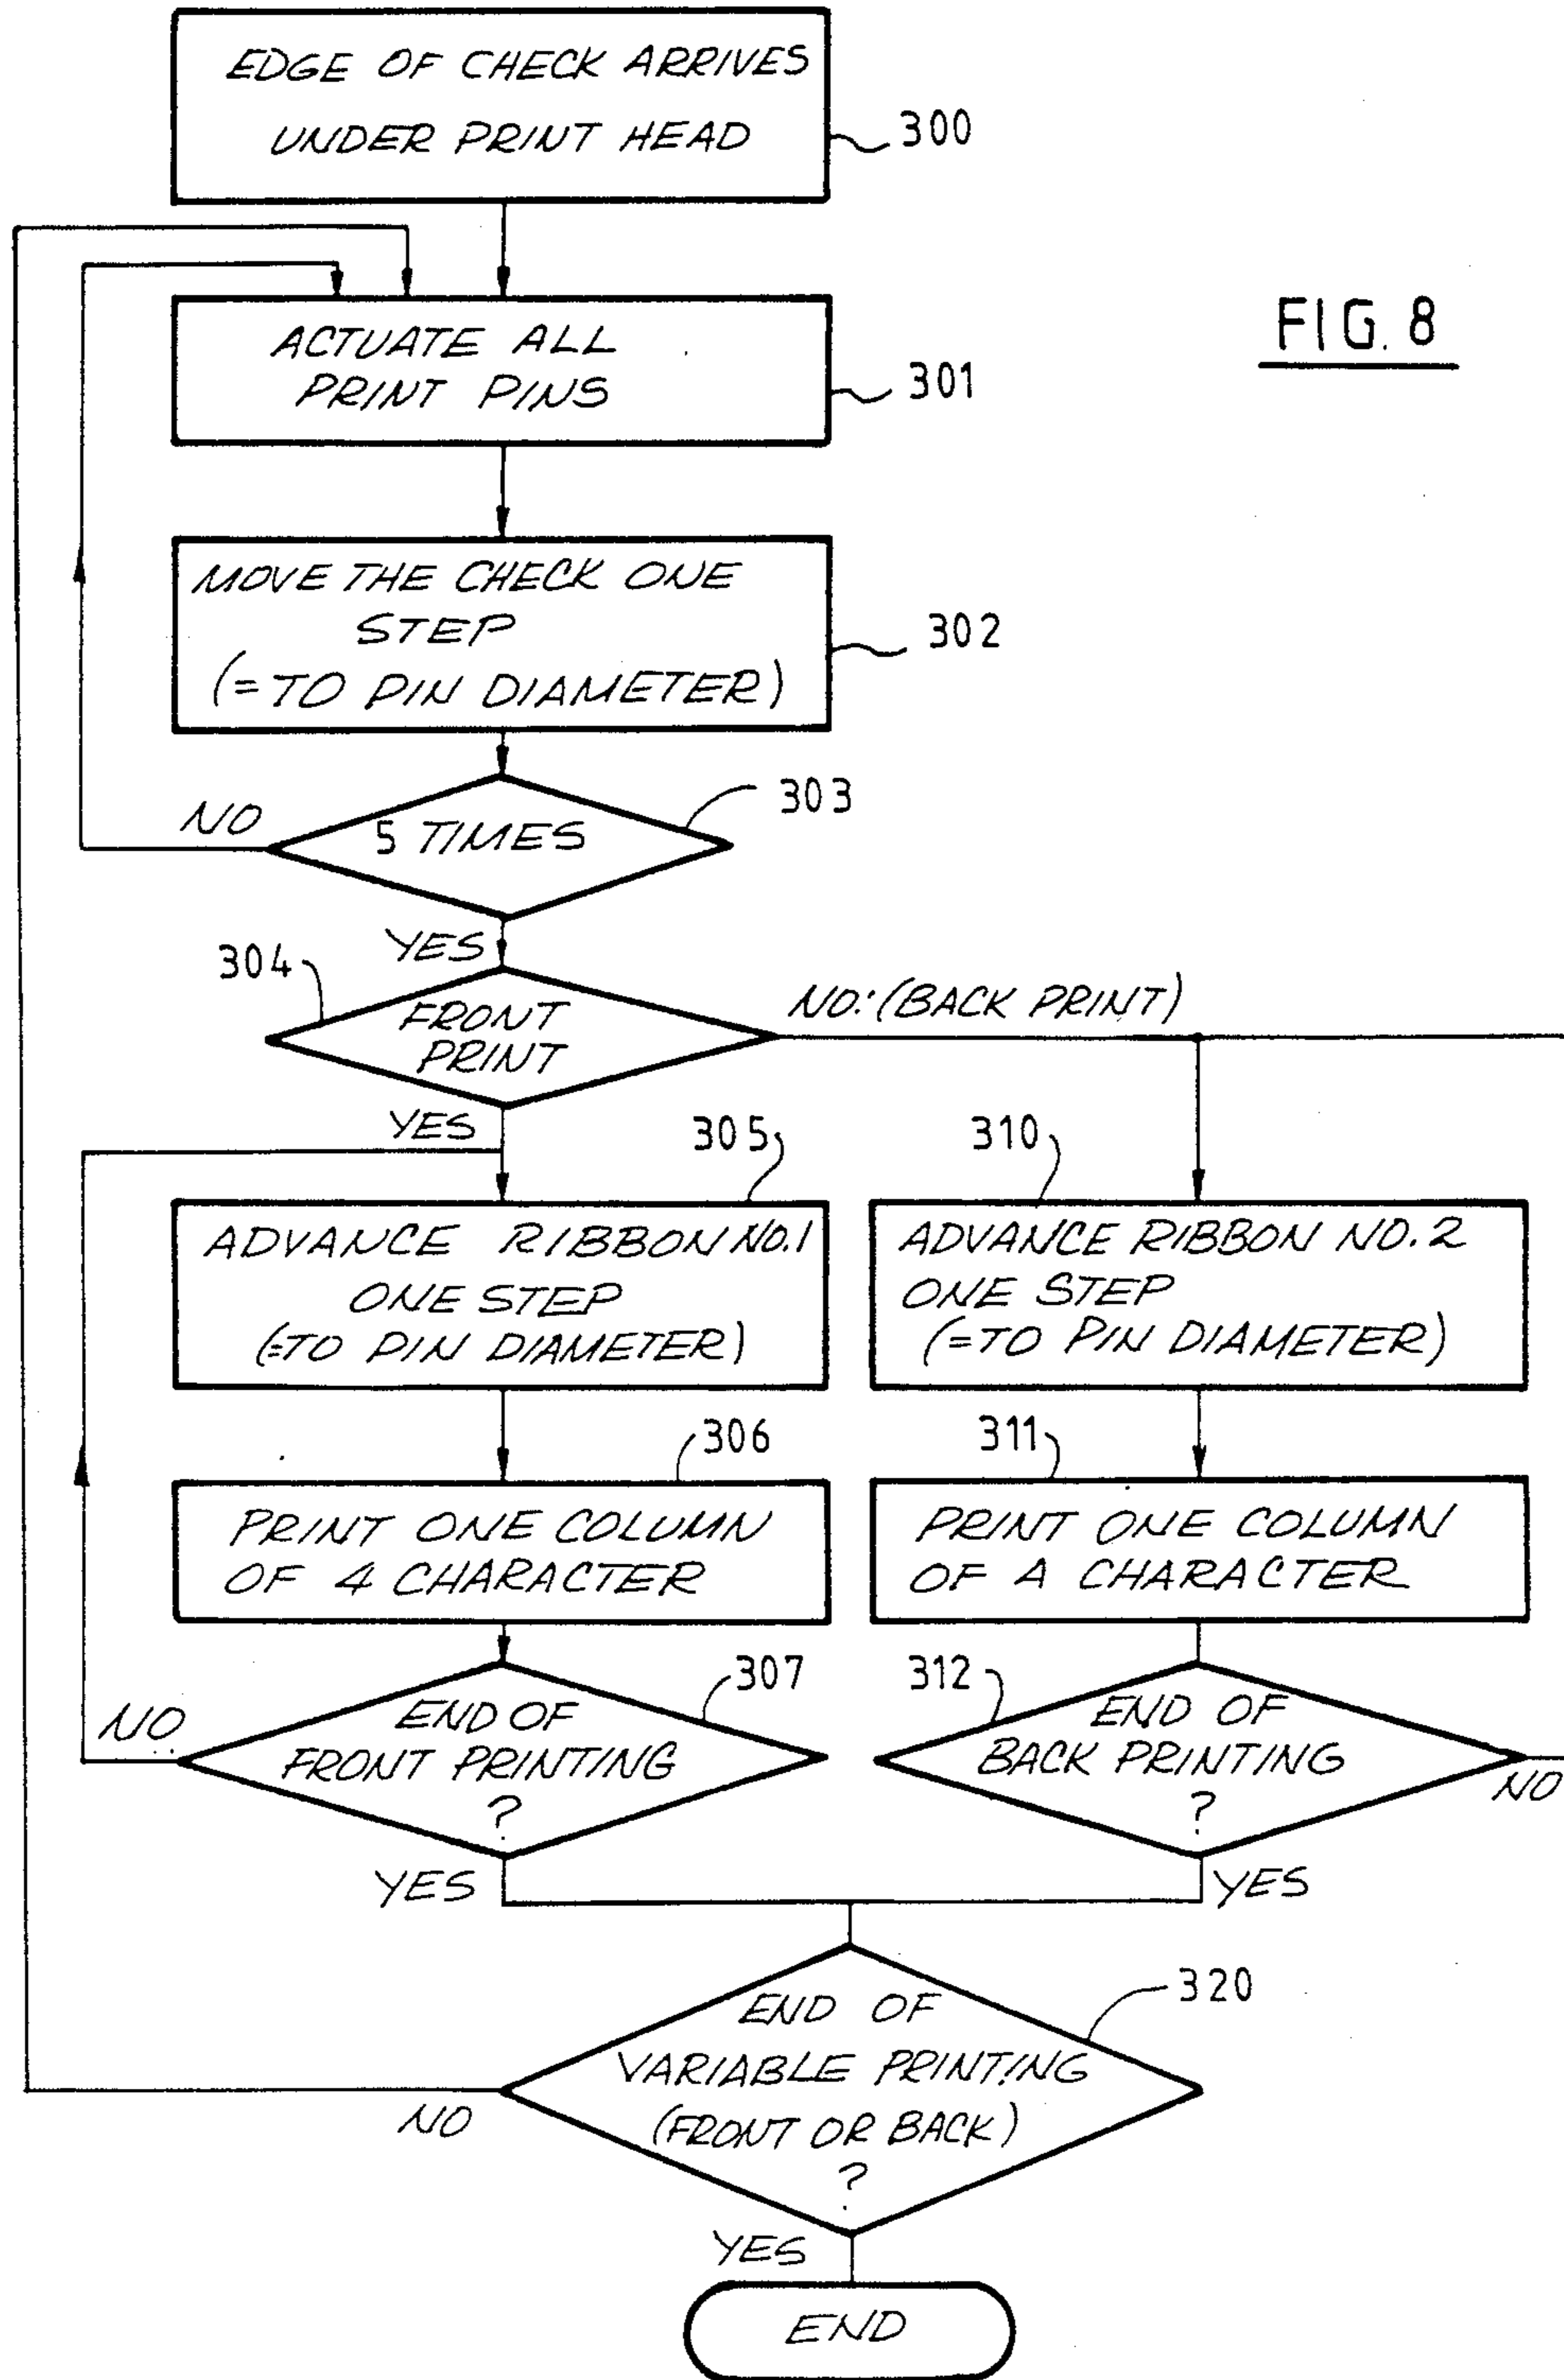 EDGE OF CHECK ARRIVES
UNDER PRINT HEAD
300
FIG. 8
ACTUATE ALL
PRINT PINS
301
MOVE THE CHECK ONE
STEP
(=TO PIN DIAMETER)
302
5 TIMES
303
NO
YES
304
FRONT
PRINT
NO:(BACK PRINT)
YES
305
ADVANCE RIBBON NO.1
ONE STEP
(=TO PIN DIAMETER)
310
ADVANCE RIBBON NO.2
ONE STEP
(=TO PIN DIAMETER)
306
PRINT ONE COLUMN
OF 4 CHARACTER
311
PRINT ONE COLUMN
OF A CHARACTER
307
END OF
FRONT PRINTING
?
NO
YES
312
END OF
BACK PRINTING
?
NO
YES
320
END OF
VARIABLE PRINTING
(FRONT OR BACK)
?
NO
YES
END